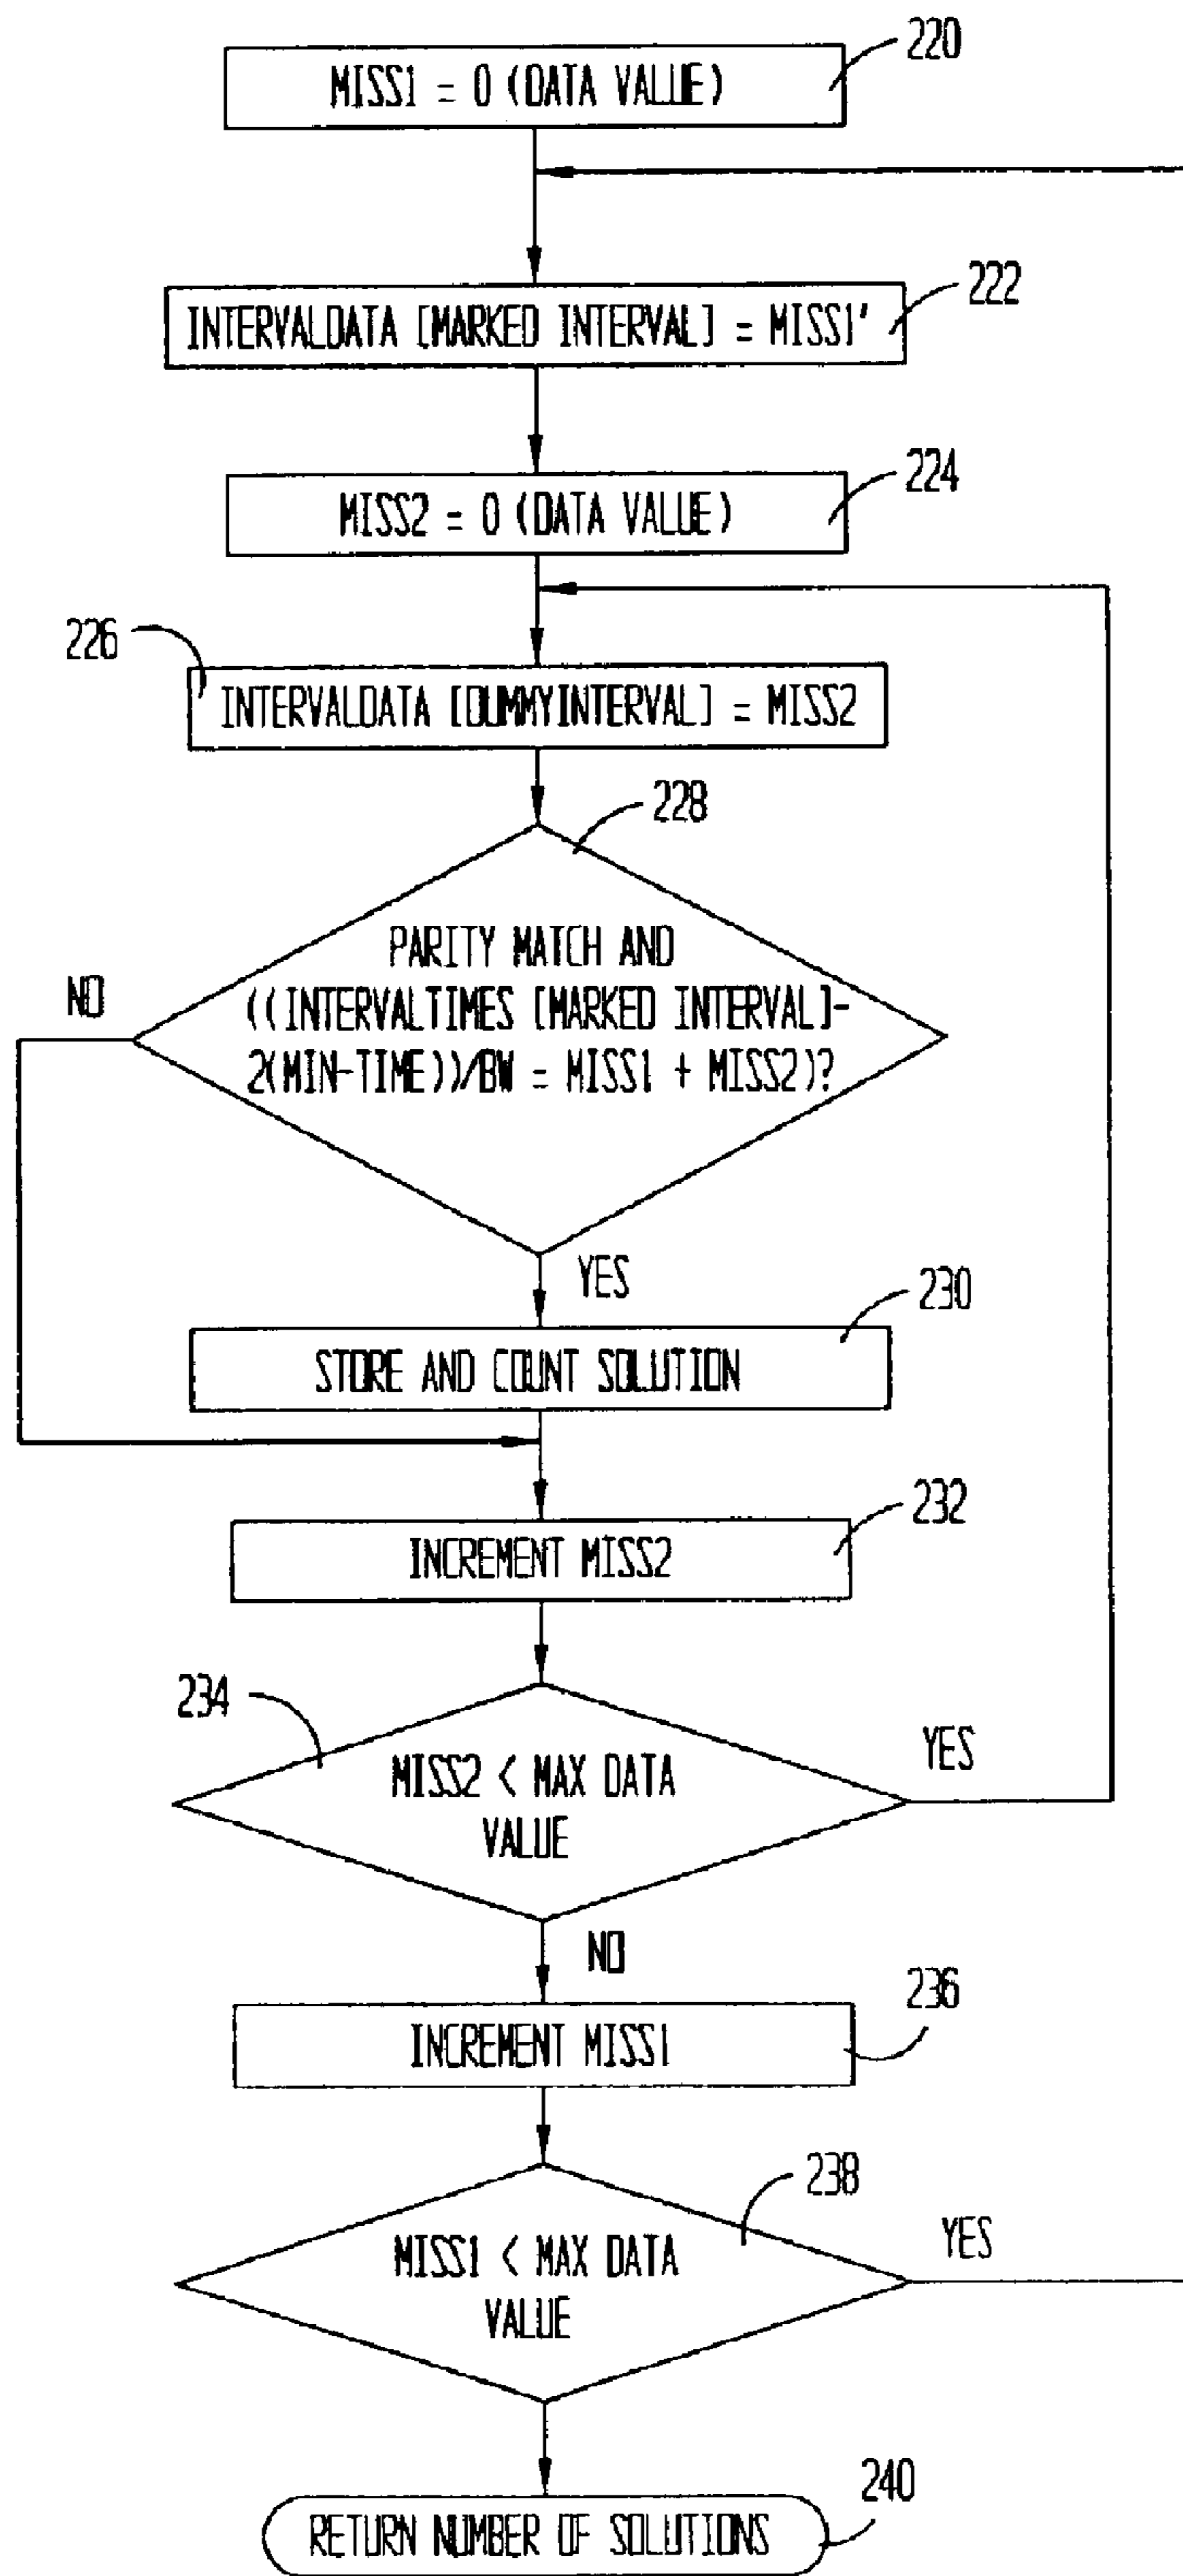 220
MISS1 = 0 (DATA VALUE)
222
INTERVALDATA [MARKED INTERVAL] = MISS1'
224
MISS2 = 0 (DATA VALUE)
226
INTERVALDATA [DUMMYINTERVAL] = MISS2
228
PARITY MATCH AND
NO
((INTERVALTIMES [MARKED INTERVAL]-
2(MIN-TIME))/BW = MISS1 + MISS2)?
YES
230
STORE AND COUNT SOLUTION
232
INCREMENT MISS2
234
YES
MISS2 < MAX DATA
VALUE
NO
236
INCREMENT MISS1
238
YES
MISS1 < MAX DATA
VALUE
240
RETURN NUMBER OF SOLUTIONS